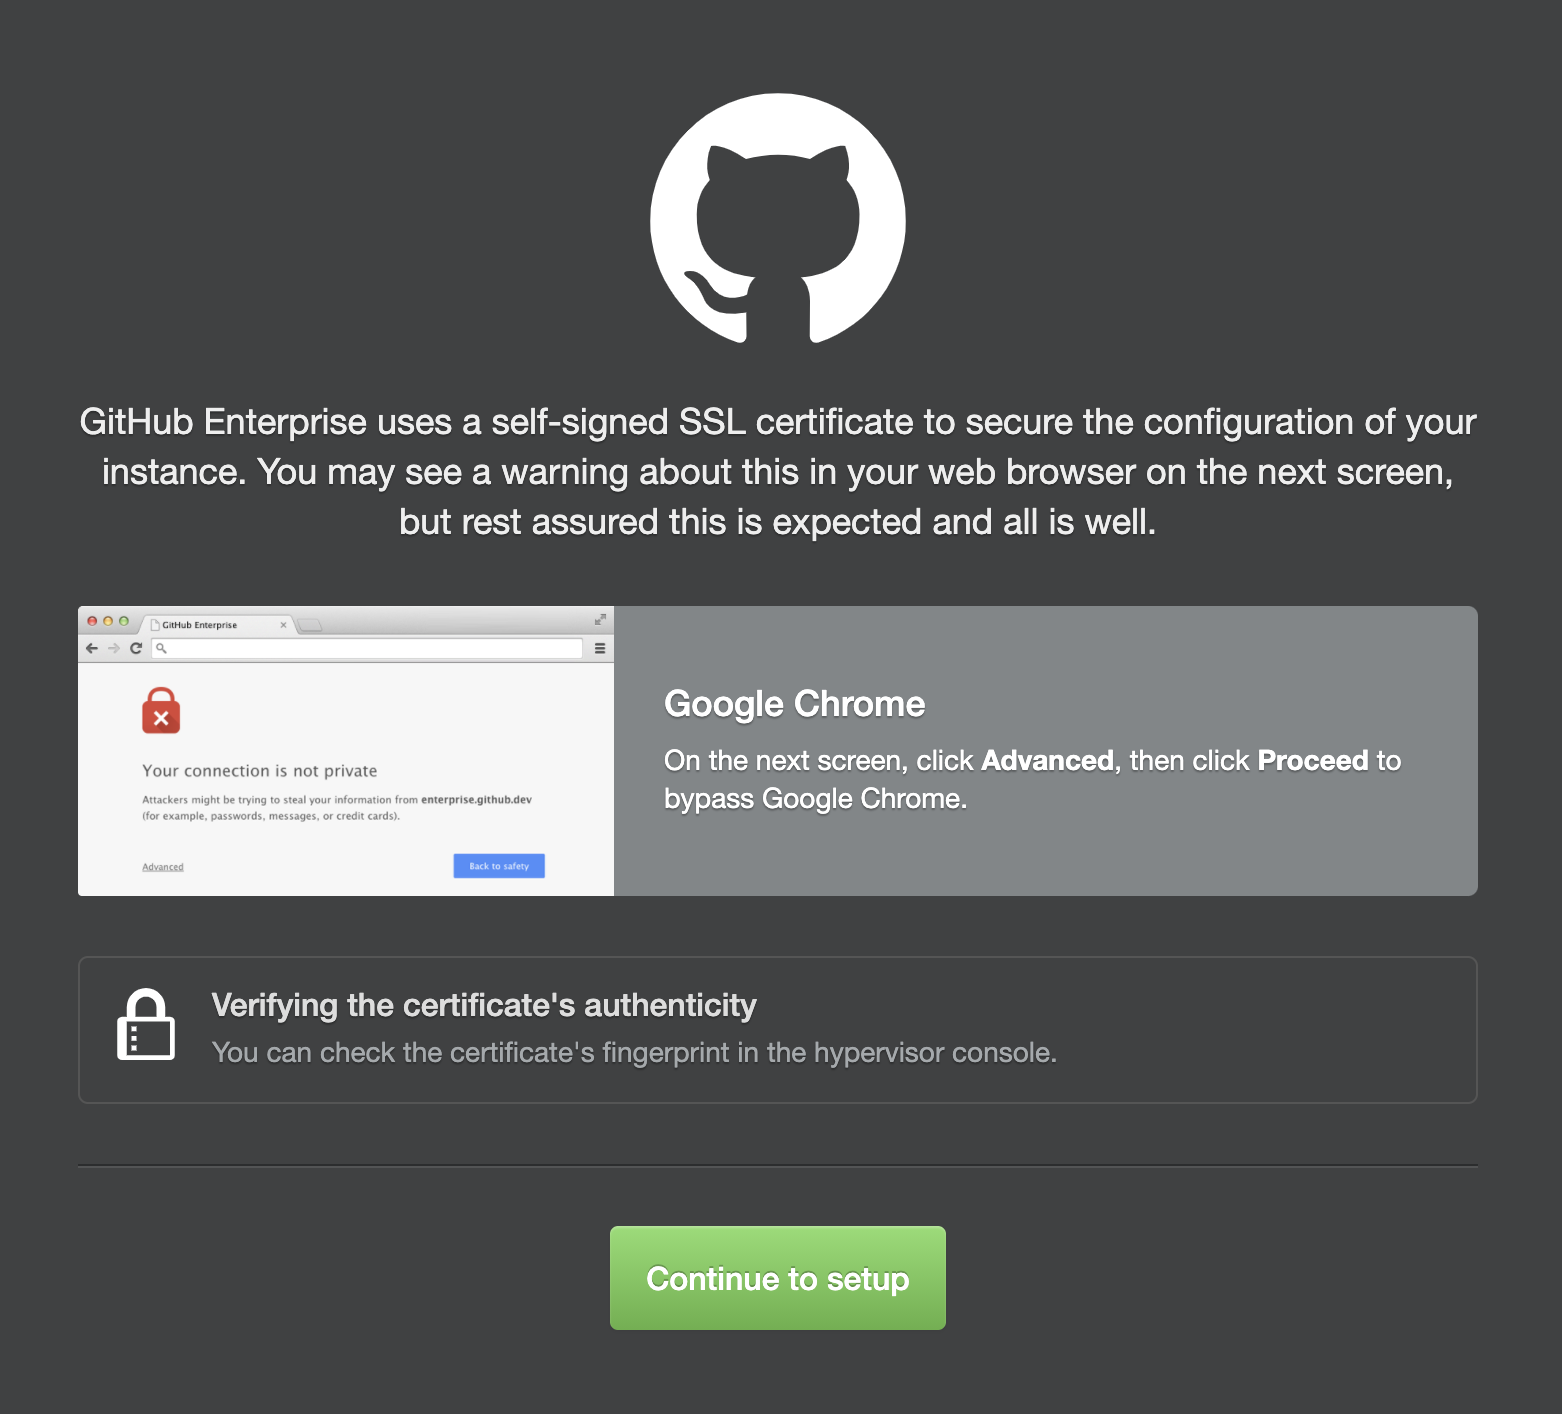 GitHub Enterprise uses a self-signed SSL certificate to secure the configuration of your
instance. You may see a warning about this in your web browser on the next screen,
but rest assured this is expected and all is well.
GitHub Enterprise
Your connection is not private
Attackers might be trying to steal your information from enterprise.github.dev
(for example, passwords, messages, or credit cards).
Advanced
Back to safety
Google Chrome
On the next screen, click Advanced, then click Proceed to
bypass Google Chrome.
Verifying the certificate's authenticity
You can check the certificate's fingerprint in the hypervisor console.
Continue to setup